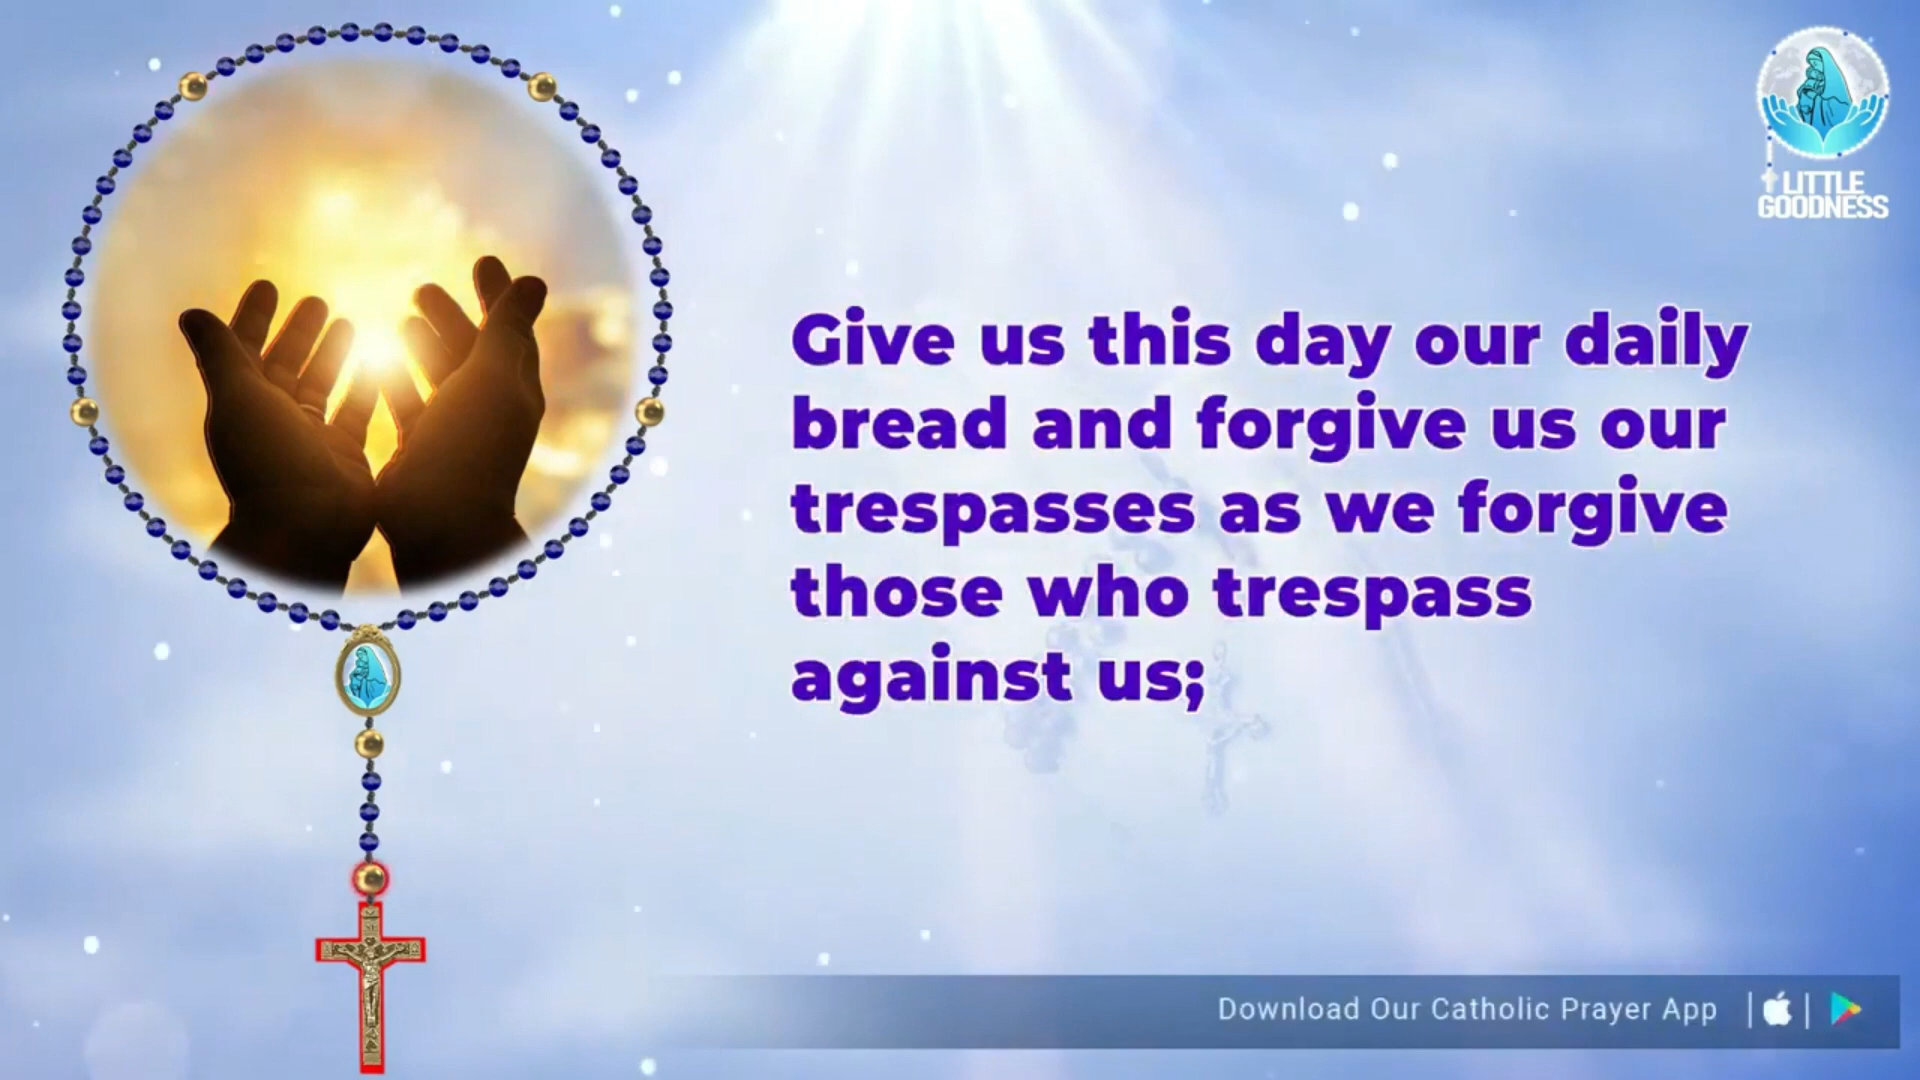 LITTLE
GOODNESS
Give us this day our daily
bread and forgive us our
trespasses as we forgive
those who trespass
against us;
Download Our Catholic Prayer App